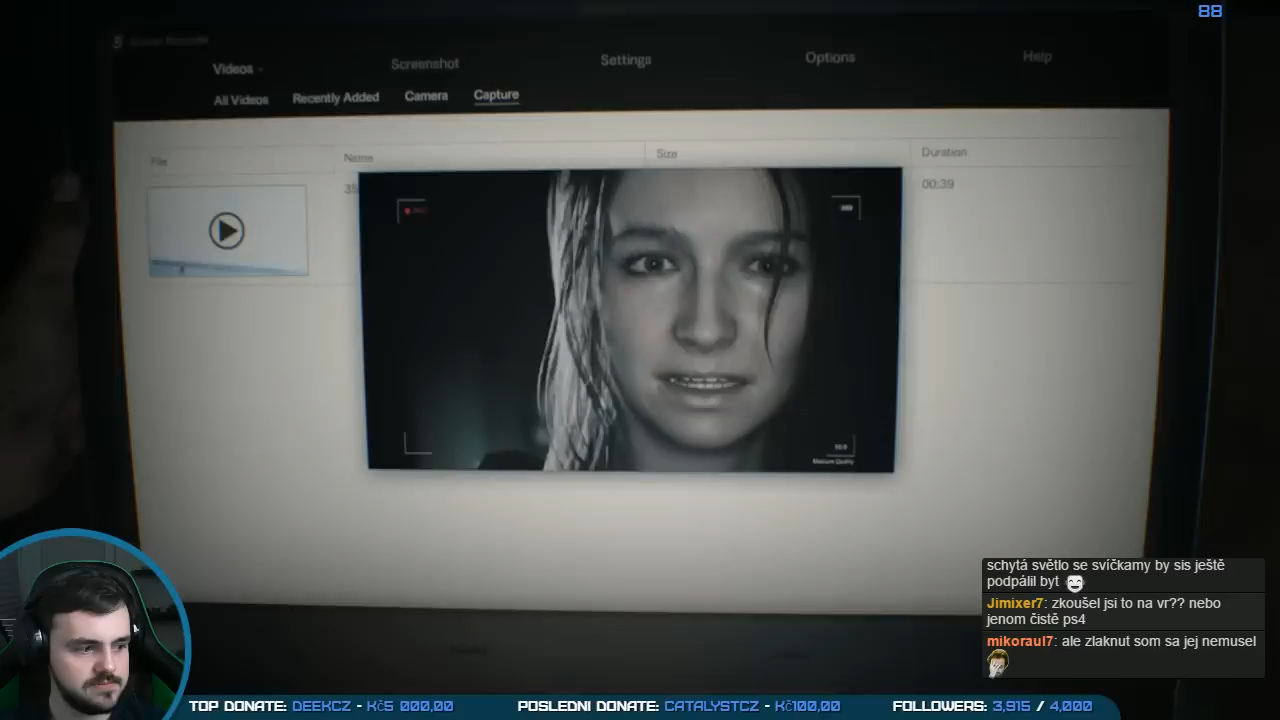 88
Videos
Screenshot
Settings
Options
Help
All Videos
Recently Added
Camera
Capture
File
Name
Size
Duration
00:39
Medium Quality
schytá světlo se svíčkamy by sis ještě
podpálil byt
Jimixer7: zkoušel jsi to na vr?? nebo
jenom čistě ps4
mikoraul7: ale zlaknut som sa jej nemusel
TOP DONATE: DEEKCZ - Kč5 000,00
POSLEDNI DONATE: CATALYSTCZ - Kč100,00
FOLLOWERS: 3,915 / 4,000